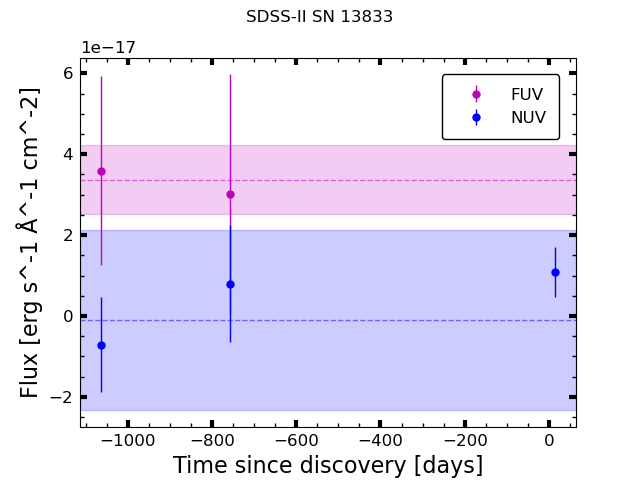 SDSS-II SN 13833
1e−17
FUV
NUV
6
4
2
0
−2
Flux [erg s^-1 Å^-1 cm^-2]
−1000 −800 −600 −400 −200 0
Time since discovery [days]